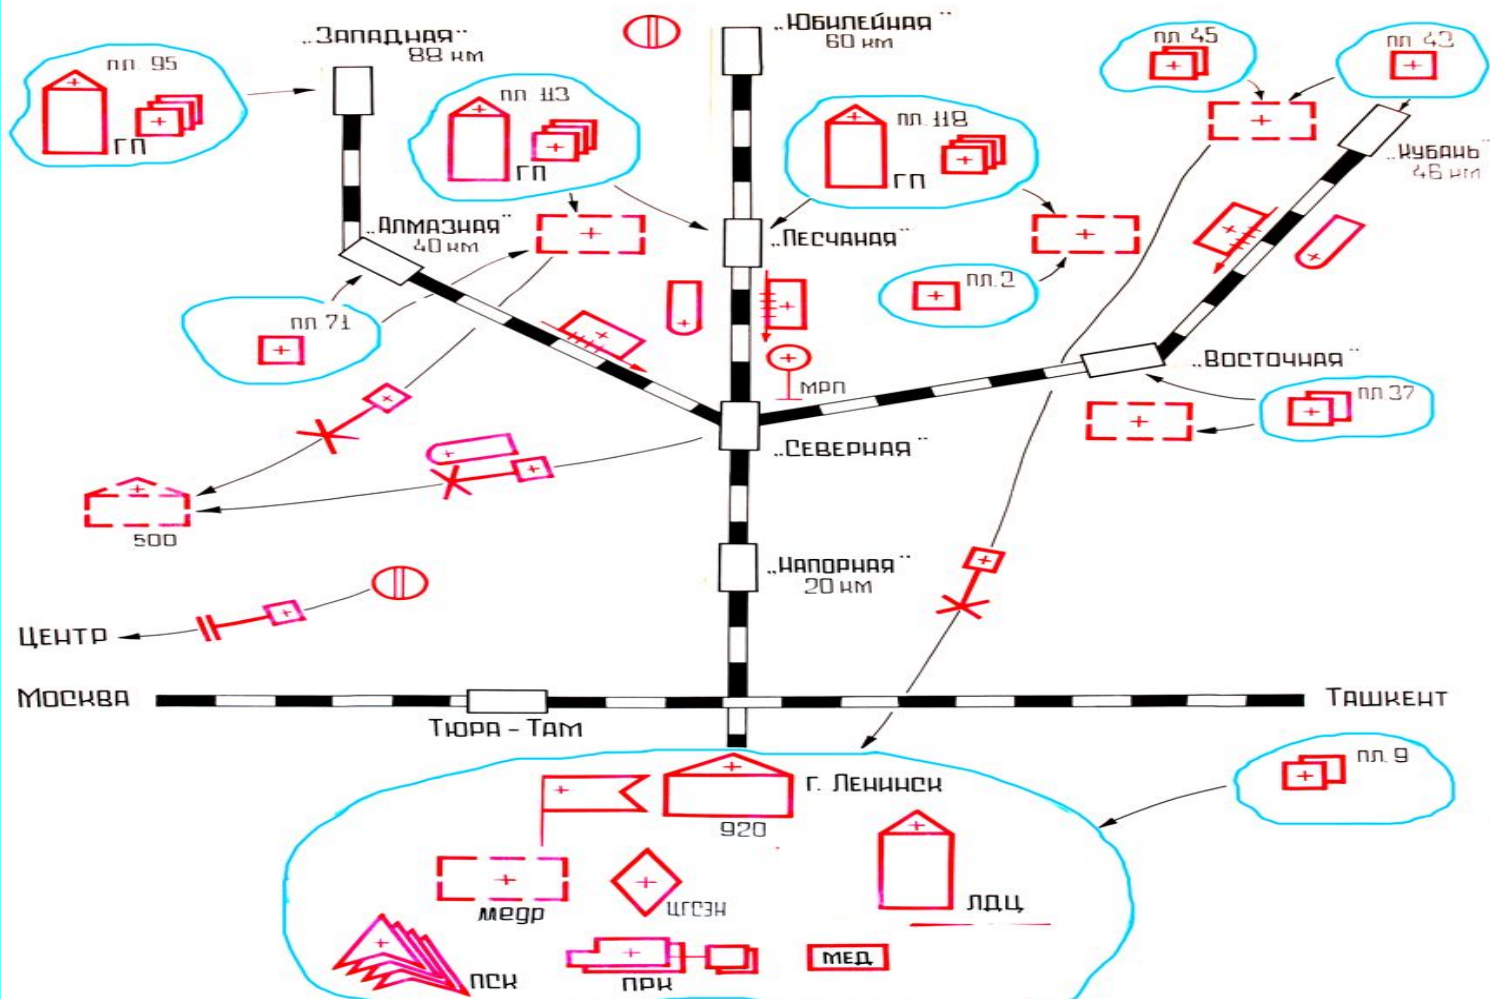 „Западная“
88 км
„Юбилейная“
60 км
пл 45
пл 43
пл 95
ГП
пл 113
ГП
пл. 118
ГП
„Кубань“
46 км
„Алмазная“
40 км
„Песчаная“
пл. 2
пл 71
МРП
„Восточная“
пл 37
„Северная“
500
„Напорная“
20 км
Центр
Москва
Ташкент
Тюра - Там
пл. 9
г. Ленинск
920
медр
ЦГСЭН
ЛДЦ
ПСК
ПРК
МЕД